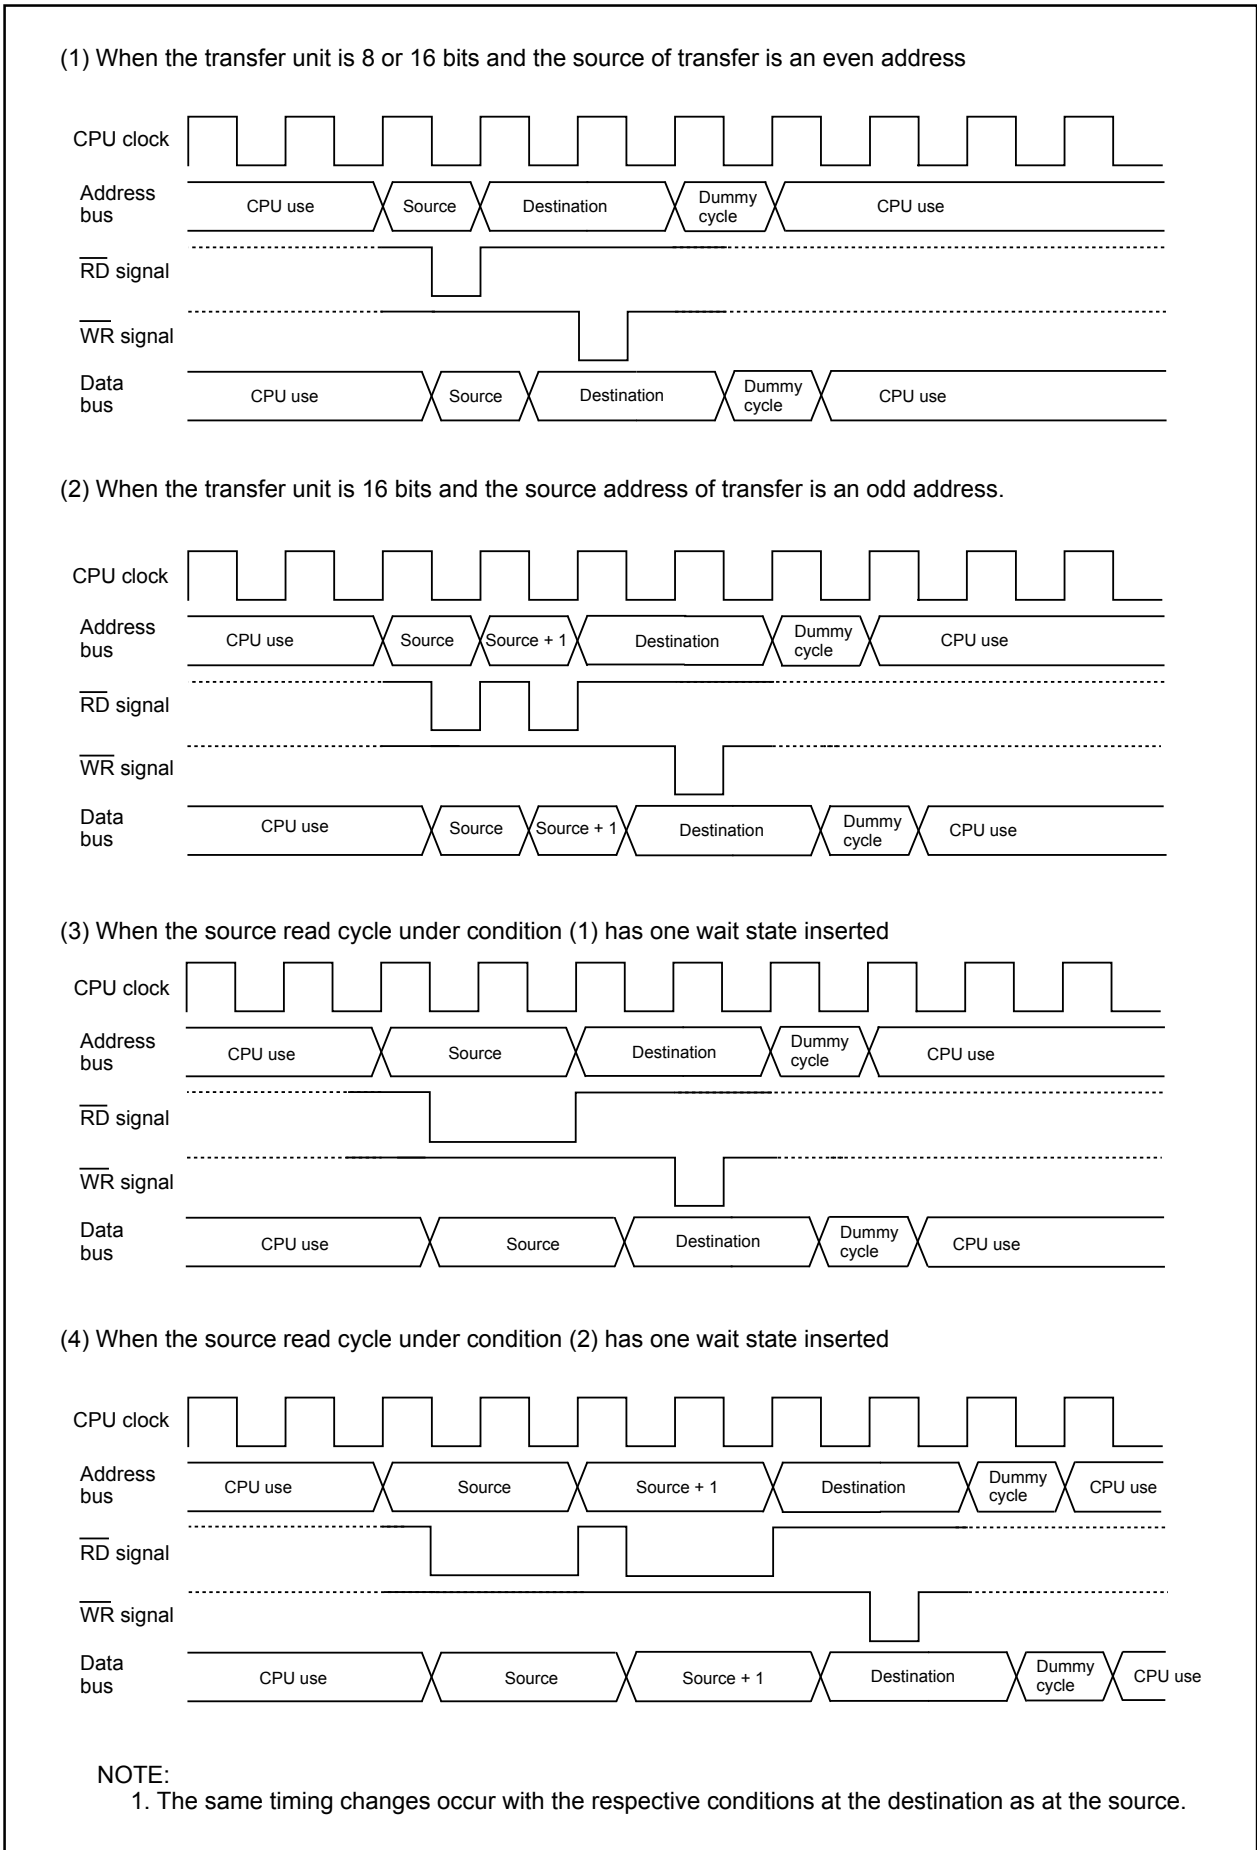 (1) When the transfer unit is 8 or 16 bits and the source of transfer is an even address
CPU clock
Address
bus
CPU use
Source
Destination
Dummy
cycle
CPU use
RD signal
WR signal
Data
bus
CPU use
Source
Destination
Dummy
cycle
CPU use
(2) When the transfer unit is 16 bits and the source address of transfer is an odd address.
CPU clock
Address
bus
CPU use
Source
Source + 1
Destination
Dummy
cycle
CPU use
RD signal
WR signal
Data
bus
CPU use
Source
Source + 1
Destination
Dummy
cycle
CPU use
(3) When the source read cycle under condition (1) has one wait state inserted
CPU clock
Address
bus
CPU use
Source
Destination
Dummy
cycle
CPU use
RD signal
WR signal
Data
bus
CPU use
Source
Destination
Dummy
cycle
CPU use
(4) When the source read cycle under condition (2) has one wait state inserted
CPU clock
Address
bus
CPU use
Source
Source + 1
Destination
Dummy
cycle
CPU use
RD signal
WR signal
Data
bus
CPU use
Source
Source + 1
Destination
Dummy
cycle
CPU use
NOTE:
1. The same timing changes occur with the respective conditions at the destination as at the source.